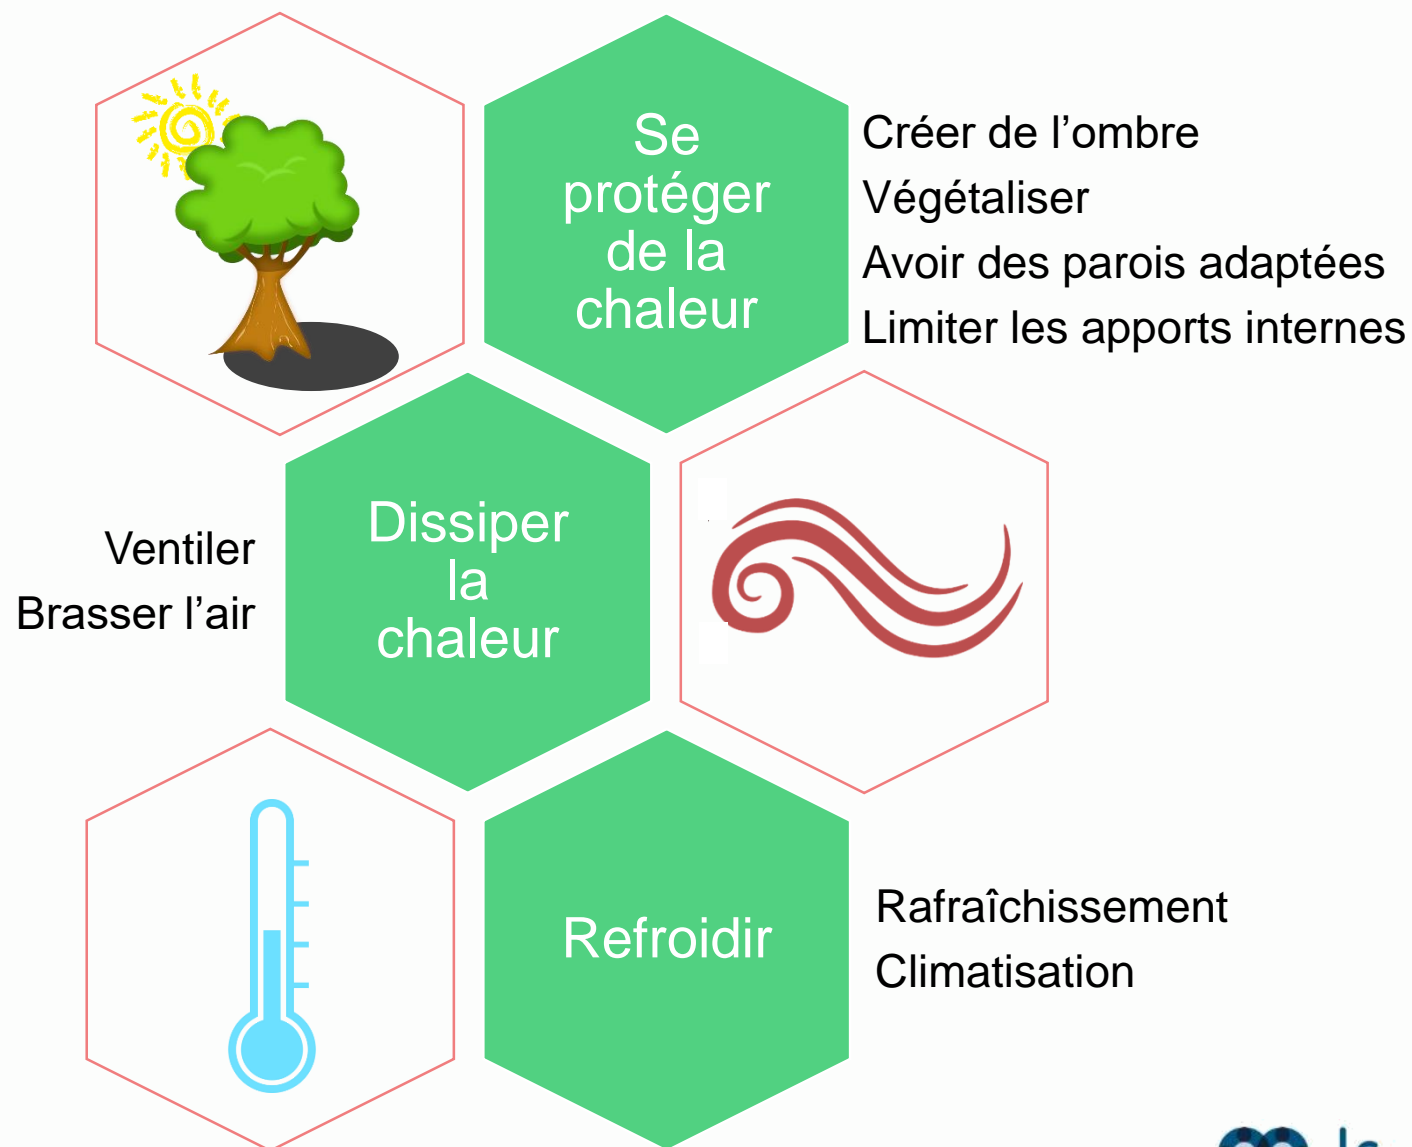 Se
protéger
de la
chaleur
Créer de l’ombre
Végétaliser
Avoir des parois adaptées
Limiter les apports internes
Ventiler
Brasser l’air
Dissiper
la
chaleur
Refroidir
Rafraîchissement
Climatisation